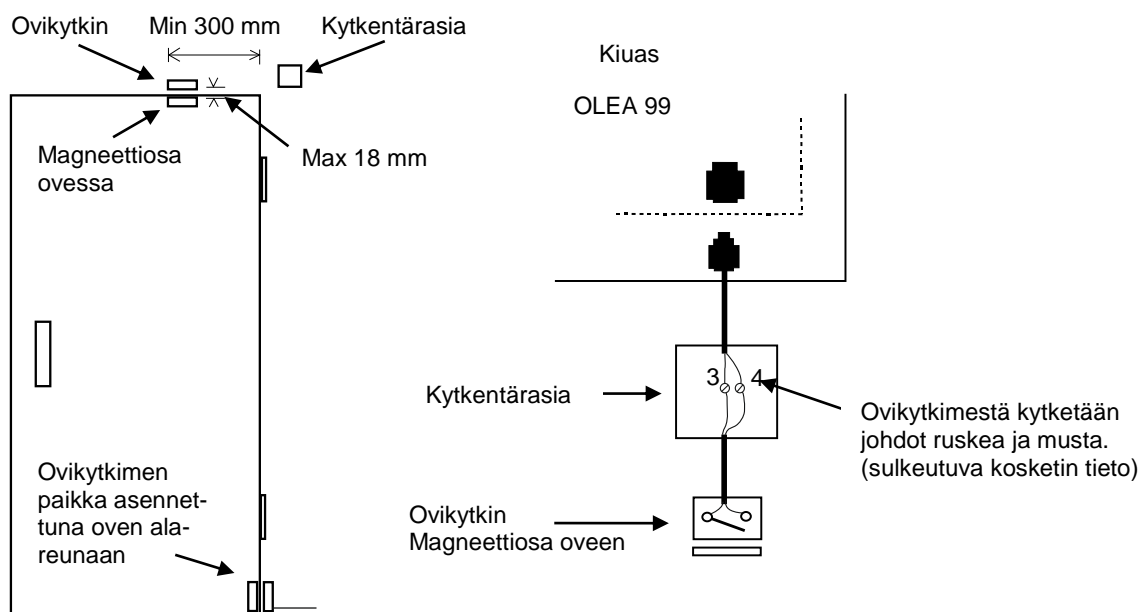 Ovikytkin
Min 300 mm
Kytkentärasia
Magneettiosa
ovessa
Max 18 mm
Ovikytkimen
paikka asennet-
tuna oven ala-
reunaan
Kiuas
OLEA 99
Kytkentärasia
3 4
Ovikytkimestä kytketään
johdot ruskea ja musta.
(sulkeutuva kosketin tieto)
Ovikytkin
Magneettiosa oveen